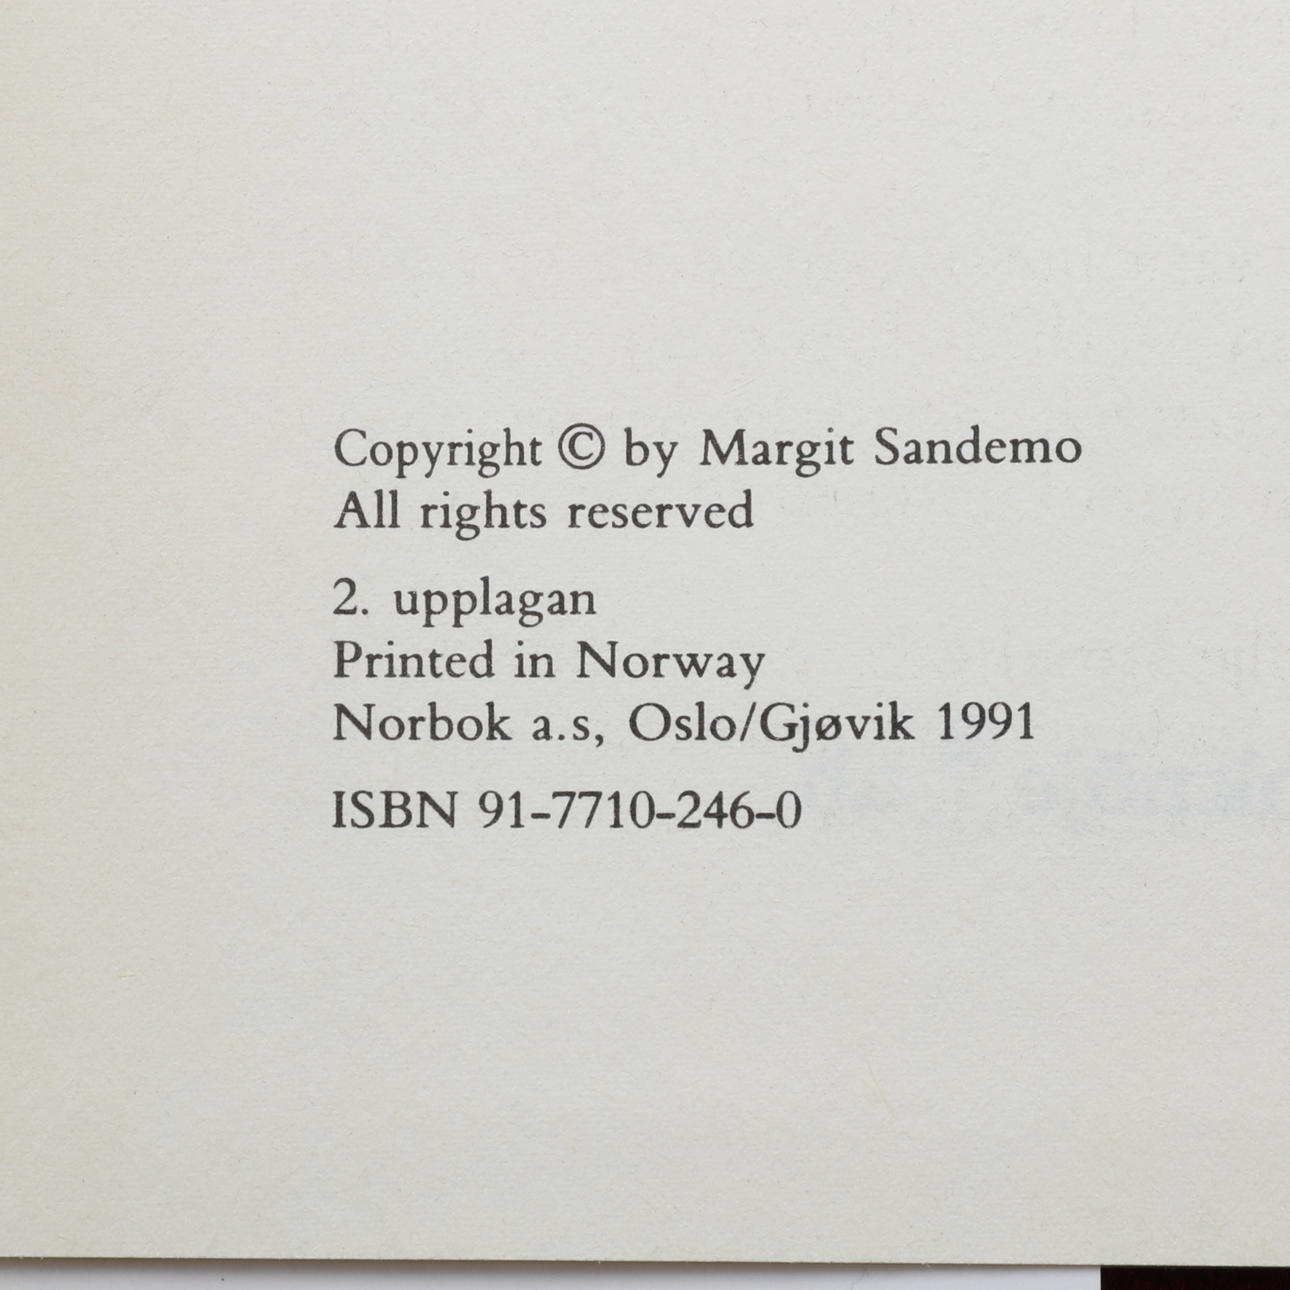 Copyright © by Margit Sandemo
All rights reserved
2. upplagan
Printed in Norway
Norbok a.s, Oslo/Gjøvik 1991
ISBN 91-7710-246-0